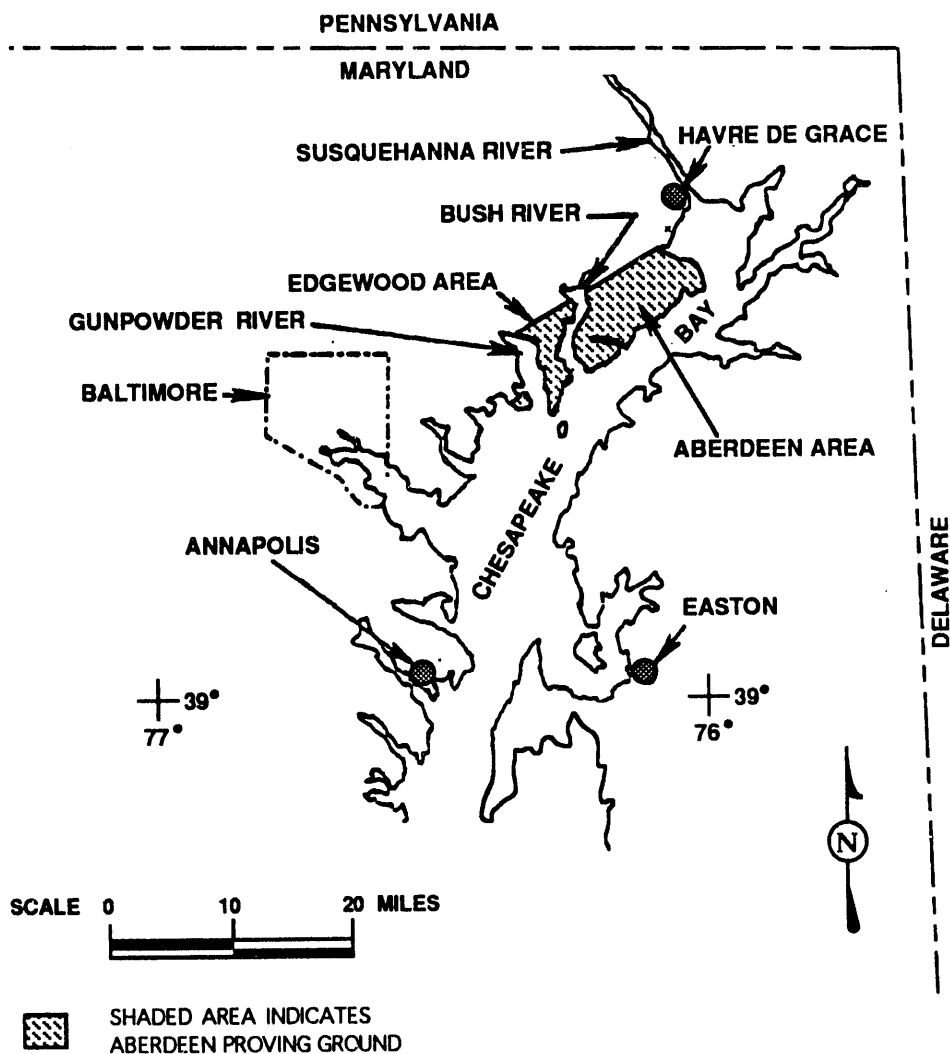 PENNSYLVANIA
MARYLAND
HAVRE DE GRACE
SUSQUEHANNA RIVER
BUSH RIVER
EDGEWOOD AREA
GUNPOWDER RIVER
BAY
BALTIMORE
ABERDEEN AREA
CHESAPEAKE
ANNAPOLIS
EASTON
DELAWARE
39°
77°
39°
76°
N
SCALE 0 10 20 MILES
SHADED AREA INDICATES
ABERDEEN PROVING GROUND